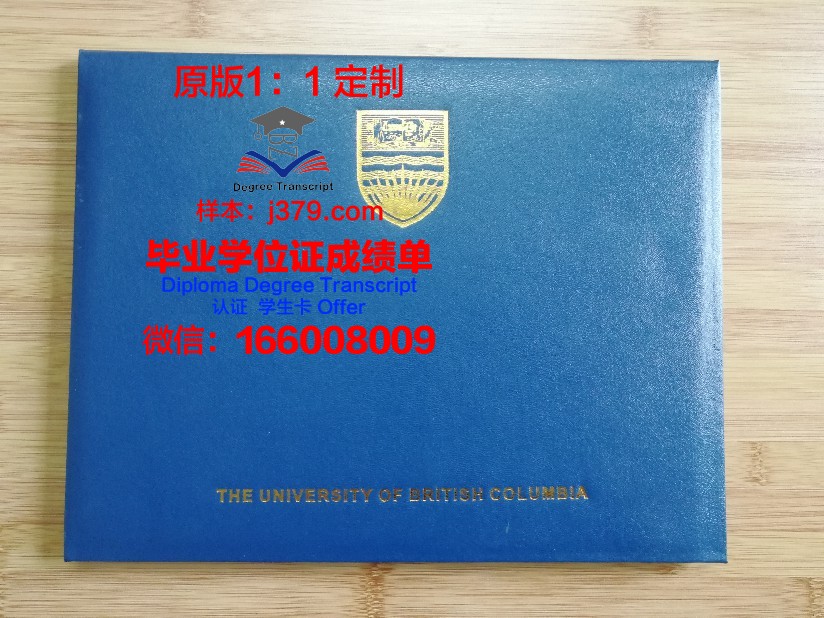 原版1：1 定制
BZ
Degree Transcript
样本：j379.com
毕业学位证成绩单
Diploma Degree Transcript
认证 学生卡 Offer
微信：166008009
THE UNIVERSITY OF BRITISH COLUMBIA